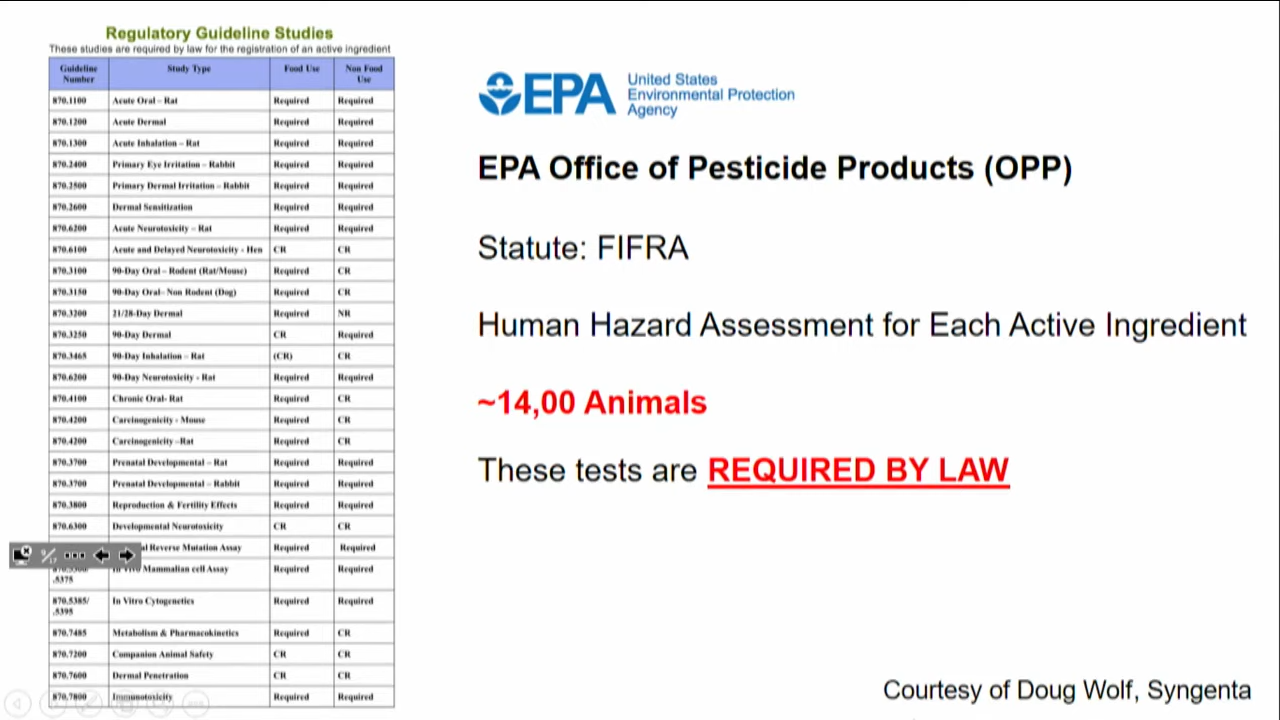 Regulatory Guideline Studies
These studies are required by law for the registration of an active ingredient
Guideline Number Study Type Food Use Non Food Use
870.1100 Acute Oral – Rat Required Required
870.1200 Acute Dermal Required Required
870.1300 Acute Inhalation – Rat Required Required
870.2400 Primary Eye Irritation – Rabbit Required Required
870.2500 Primary Dermal Irritation – Rabbit Required Required
870.2600 Dermal Sensitization Required Required
870.6200 Acute Neurotoxicity – Rat Required Required
870.6100 Acute and Delayed Neurotoxicity - Hen CR CR
870.3100 90-Day Oral – Rodent (Rat/Mouse) Required CR
870.3150 90-Day Oral– Non Rodent (Dog) Required CR
870.3200 21/28-Day Dermal Required NR
870.3250 90-Day Dermal CR Required
870.3465 90-Day Inhalation – Rat (CR) CR
870.6200 90-Day Neurotoxicity - Rat Required Required
870.4100 Chronic Oral- Rat Required CR
870.4200 Carcinogenicity - Mouse Required CR
870.4200 Carcinogenicity –Rat Required CR
870.3700 Prenatal Developmental – Rat Required Required
870.3700 Prenatal Developmental – Rabbit Required Required
870.3800 Reproduction & Fertility Effects Required Required
870.6300 Developmental Neurotoxicity CR CR
Reverse Mutation Assay Required Required
.5375 Mammalian cell Assay Required Required
870.5385/ .5395 In Vitro Cytogenetics Required Required
870.7485 Metabolism & Pharmacokinetics Required CR
870.7200 Companion Animal Safety CR CR
870.7600 Dermal Penetration CR CR
870.7800 Immunotoxicity Required Required
EPA
United States
Environmental Protection
Agency
EPA Office of Pesticide Products (OPP)
Statute: FIFRA
Human Hazard Assessment for Each Active Ingredient
~14,00 Animals
These tests are REQUIRED BY LAW
Courtesy of Doug Wolf, Syngenta